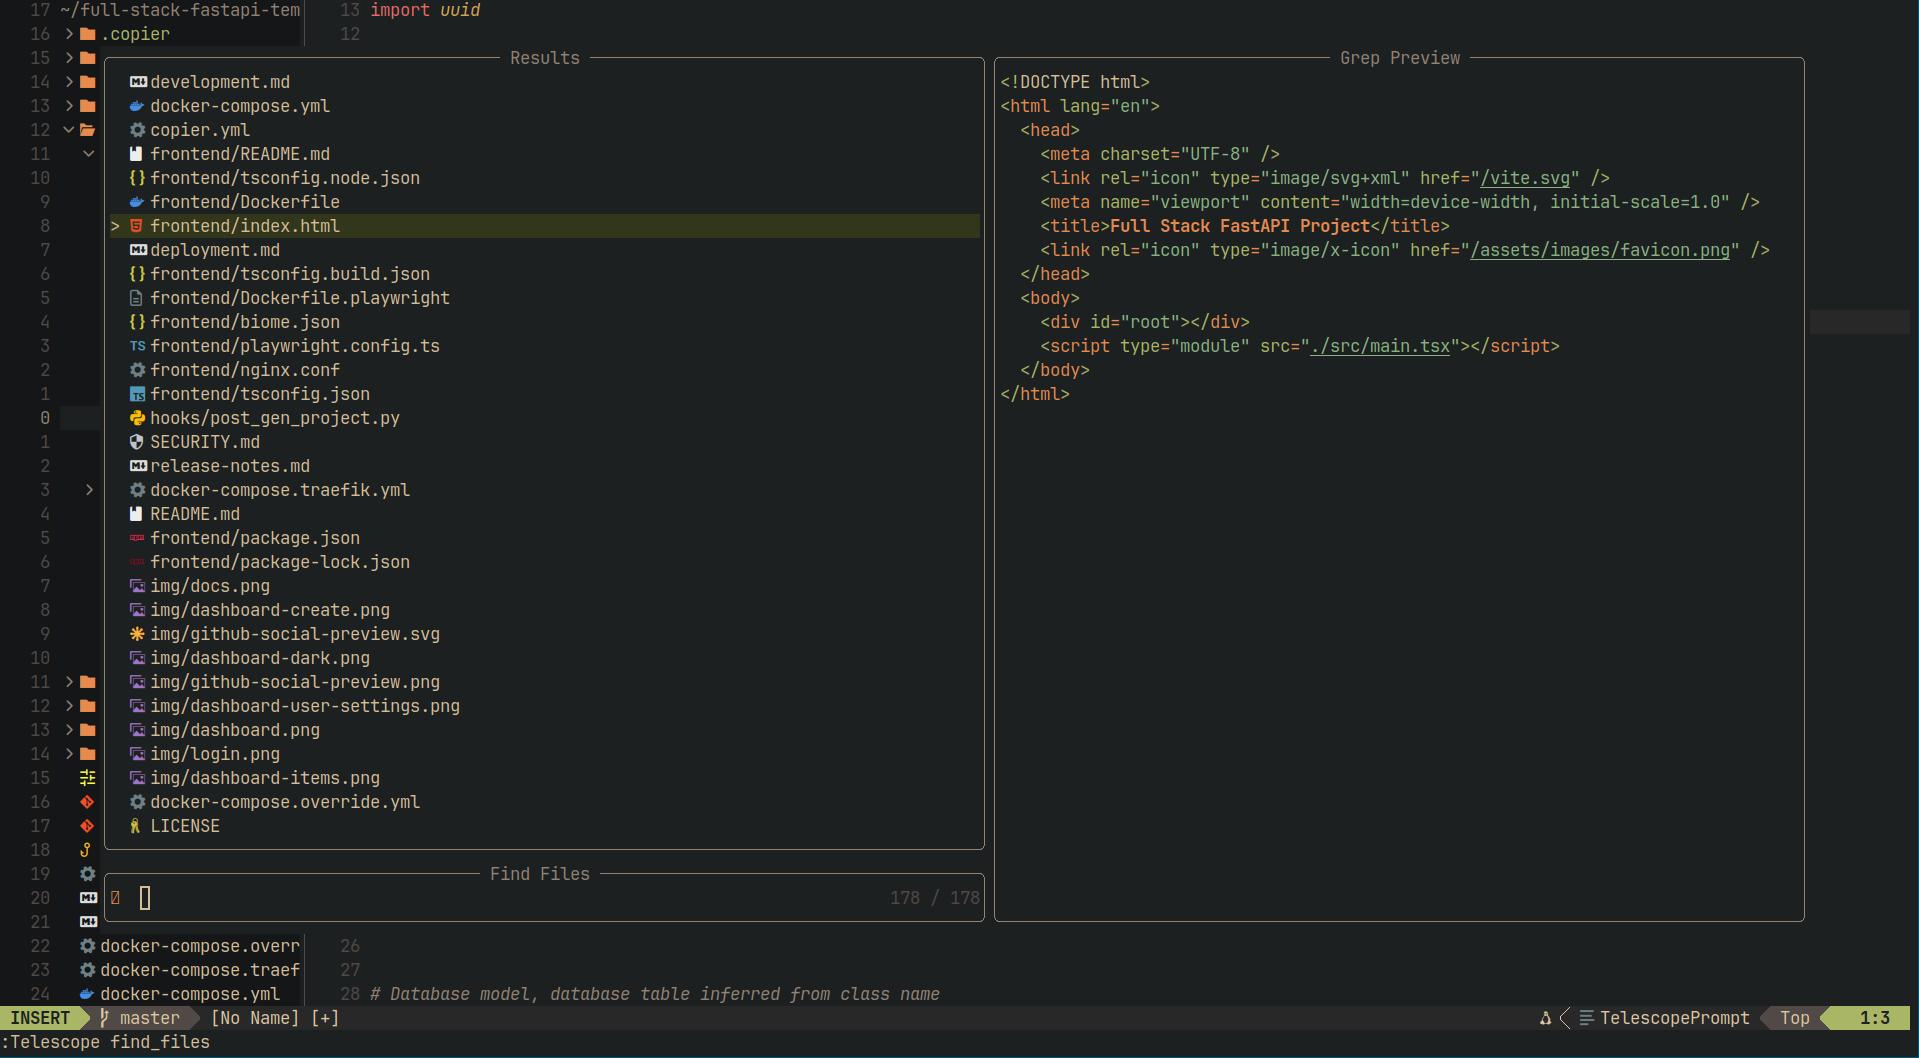 17 ~/full-stack-fastapi-tem 13 import uuid
16 .copier 12
15 Results Grep Preview
14 development.md <!DOCTYPE html>
13 docker-compose.yml <html lang="en">
12 copier.yml <head>
11 frontend/README.md <meta charset="UTF-8" />
10 frontend/tsconfig.node.json <link rel="icon" type="image/svg+xml" href="/vite.svg" />
9 frontend/Dockerfile <meta name="viewport" content="width=device-width, initial-scale=1.0" />
8 > frontend/index.html <title>Full Stack FastAPI Project</title>
7 deployment.md <link rel="icon" type="image/x-icon" href="/assets/images/favicon.png" />
6 frontend/tsconfig.build.json </head>
5 frontend/Dockerfile.playwright <body>
4 frontend/biome.json <div id="root"></div>
3 TS frontend/playwright.config.ts <script type="module" src="./src/main.tsx"></script>
2 frontend/nginx.conf </body>
1 TS frontend/tsconfig.json </html>
0 hooks/post_gen_project.py
1 SECURITY.md
2 release-notes.md
3 docker-compose.traefik.yml
4 README.md
5 frontend/package.json
6 frontend/package-lock.json
7 img/docs.png
8 img/dashboard-create.png
9 img/github-social-preview.svg
10 img/dashboard-dark.png
11 img/github-social-preview.png
12 img/dashboard-user-settings.png
13 img/dashboard.png
14 img/login.png
15 img/dashboard-items.png
16 docker-compose.override.yml
17 LICENSE
18
19 Find Files
20 178 / 178
21
22 docker-compose.overr 26
23 docker-compose.traef 27
24 docker-compose.yml 28 # Database model, database table inferred from class name
INSERT master [No Name] [+] TelescopePrompt Top 1:3
:Telescope find_files